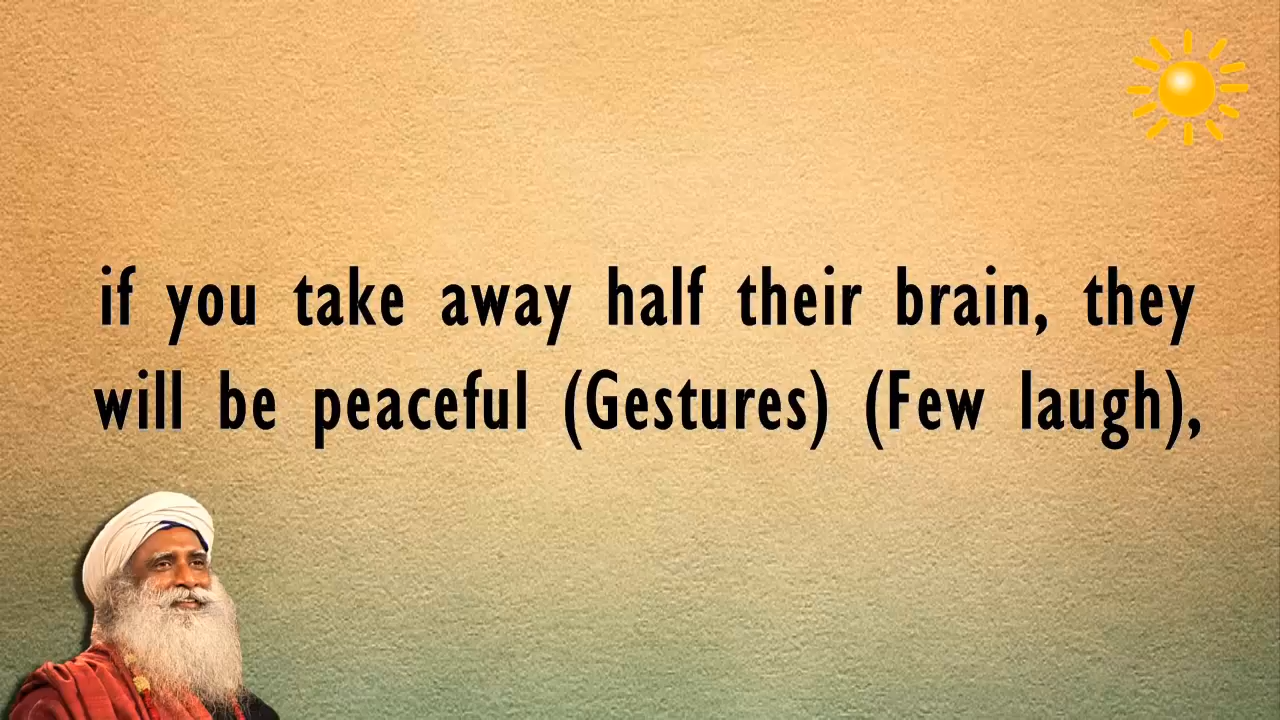 if you take away half their brain, they
will be peaceful (Gestures) (Few laugh),